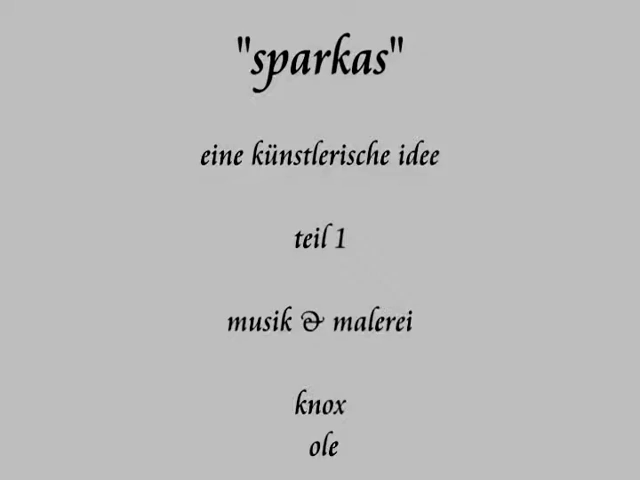 "sparkas"
eine künstlerische idee
teil 1
musik & malerei
knox
ole